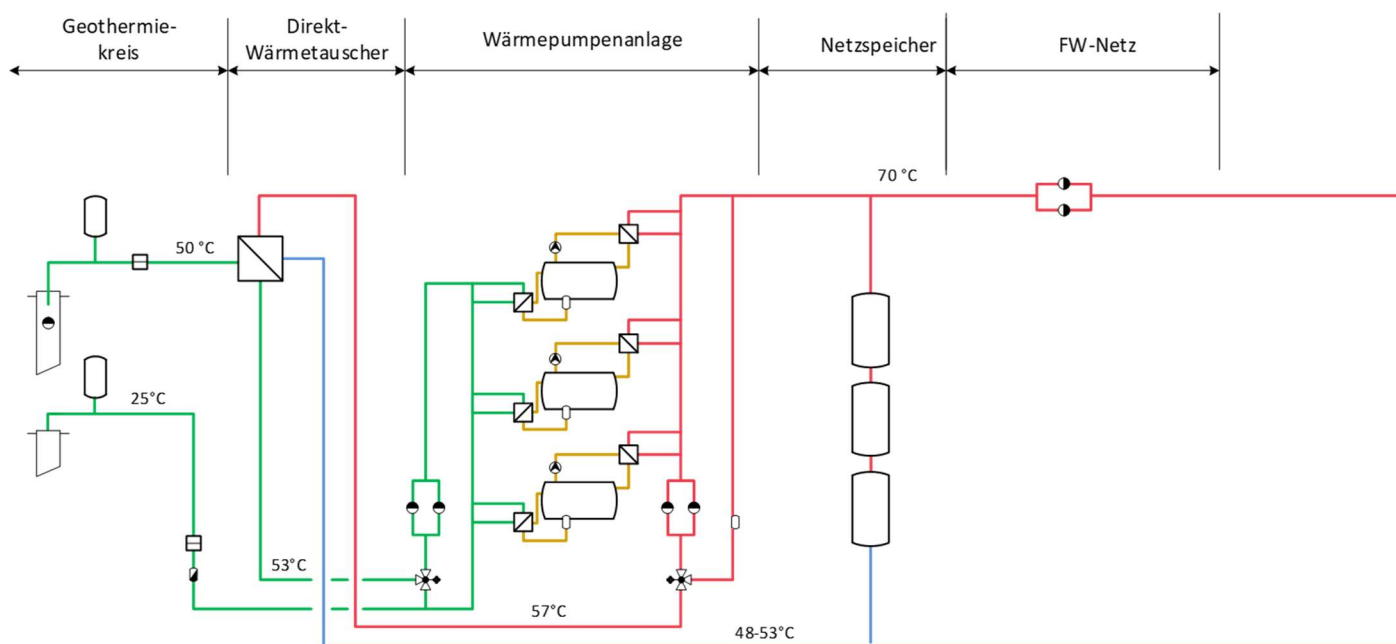 Geothermie-
kreis
Direkt-
Wärmetauscher
Wärmepumpenanlage
Netzspeicher
FW-Netz
70 °C
50 °C
25°C
53°C
57°C
48-53°C